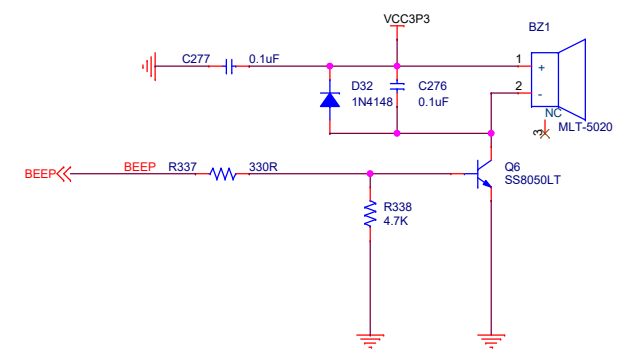 VCC3P3
BZ1
C277
0.1uF
1
+
D32
1N4148
C276
0.1uF
2
-
NC
3
MLT-5020
BEEP
BEEP
R337
330R
Q6
SS8050LT
R338
4.7K